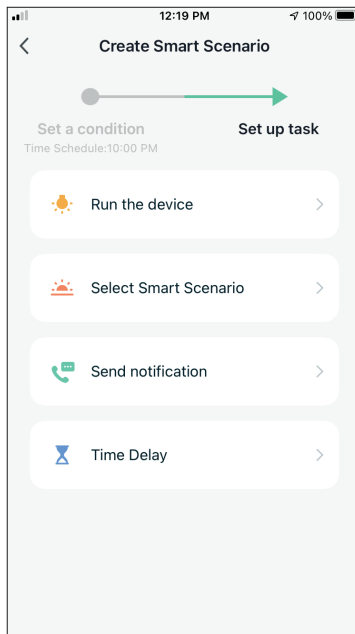 12:19 PM 100%
Create Smart Scenario
Set a condition Set up task
Time Schedule:10:00 PM
Run the device
Select Smart Scenario
Send notification
Time Delay